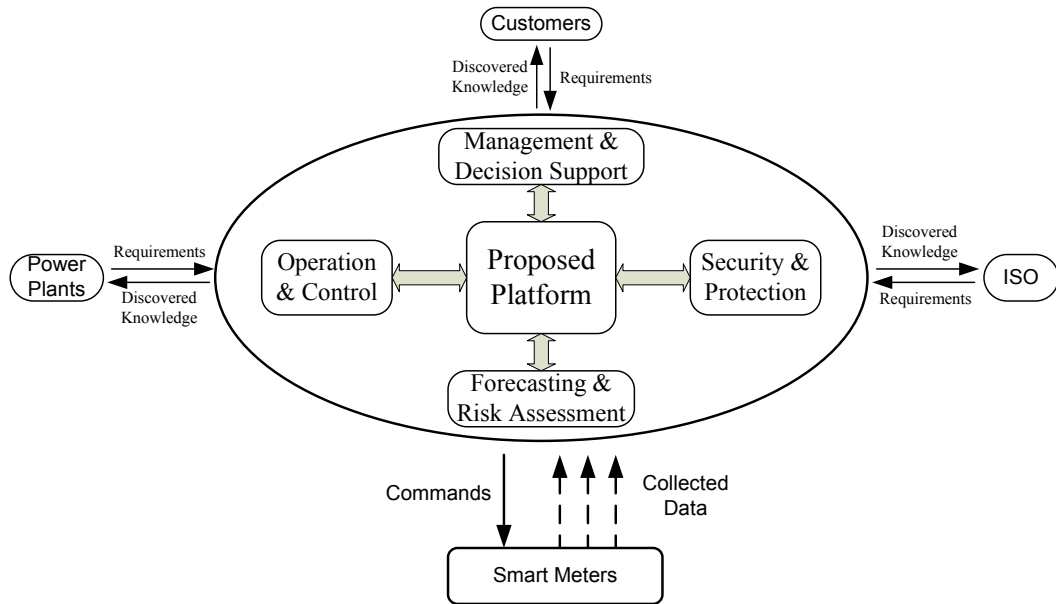 Customers
Discovered
Knowledge
Requirements
Management &
Decision Support
Power
Plants
Requirements
Discovered
Knowledge
Operation
& Control
Proposed
Platform
Security &
Protection
Discovered
Knowledge
Requirements
ISO
Forecasting &
Risk Assessment
Commands
Collected
Data
Smart Meters